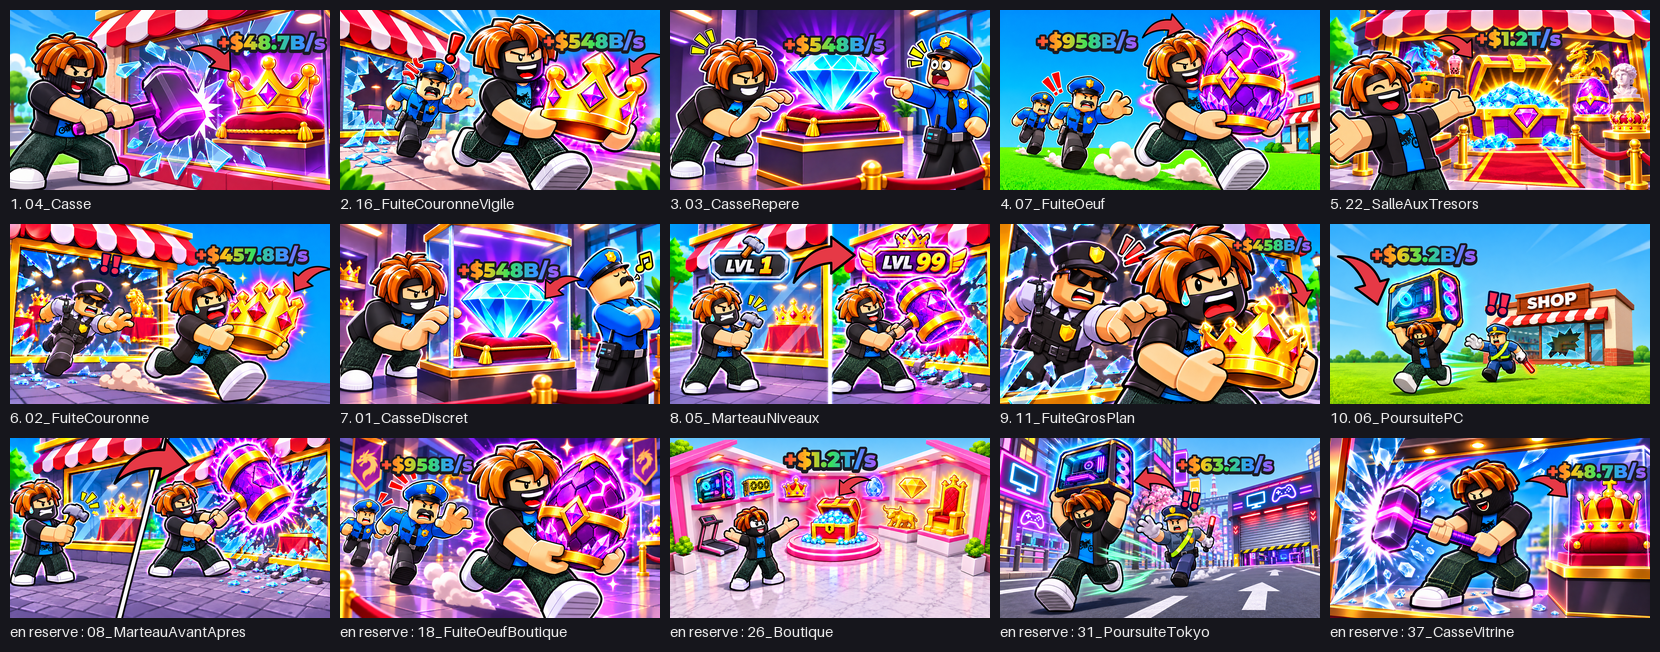 +$48.7B/s
1. 04_Casse
+$548B/s
2. 16_FuiteCouronneVigile
+$548B/s
3. 03_CasseRepere
+$958B/s
4. 07_FuiteOeuf
+$1.2T/s
5. 22_SalleAuxTresors
+$457.8B/s
6. 02_FuiteCouronne
+$548B/s
7. 01_CasseDiscret
LVL 1
LVL 99
8. 05_MarteauNiveaux
+$458B/s
9. 11_FuiteGrosPlan
+$63.2B/s
SHOP
10. 06_PoursuitePC
en reserve : 08_MarteauAvantApres
+$958B/s
en reserve : 18_FuiteOeufBoutique
+$1.2T/s
en reserve : 26_Boutique
+$63.2B/s
en reserve : 31_PoursuiteTokyo
+$48.7B/s
en reserve : 37_CasseVitrine